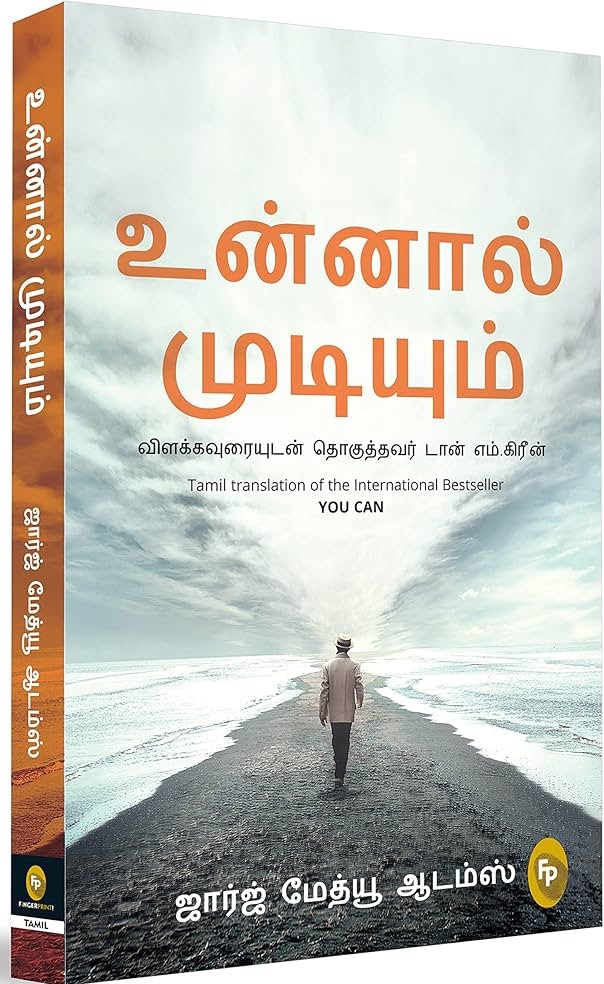 உன்னால்
முடியும்
விளக்கவுரையுடன் தொகுத்தவர் டான் எம்.கிரீன்
Tamil translation of the International Bestseller
YOU CAN
ஜார்ஜ் மேத்யூ ஆடம்ஸ்
FP
உன்னால் முடியும்
ஜார்ஜ் மேத்யூ ஆடம்ஸ்
FP
FINGERPRINT!
TAMIL